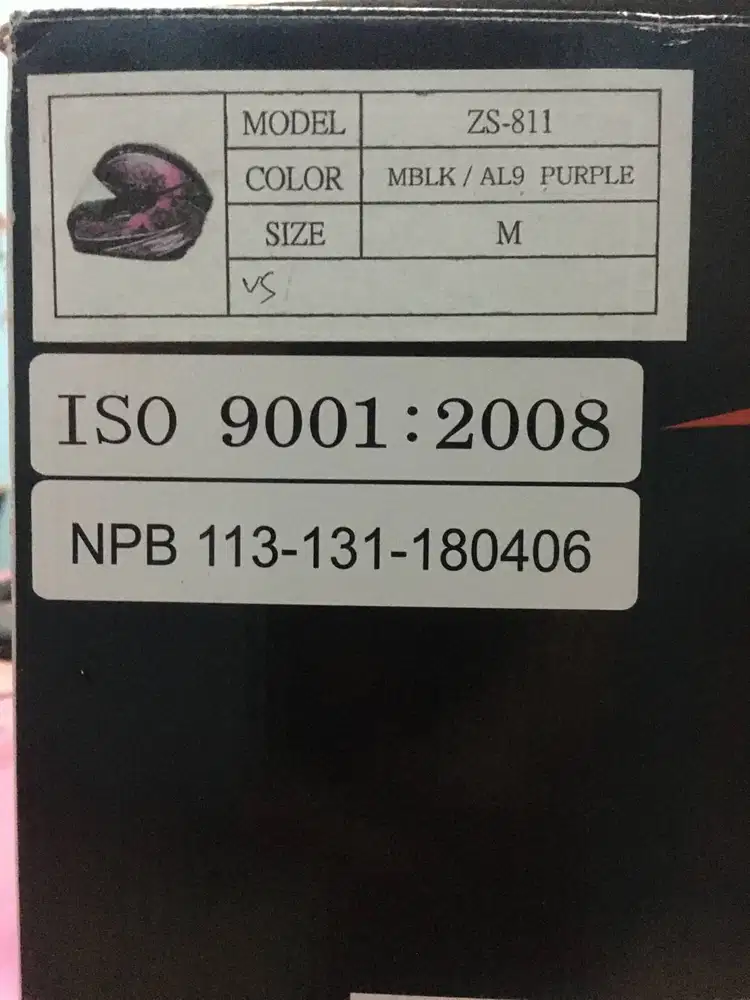 MODEL ZS-811
COLOR MBLK / AL9 PURPLE
SIZE M
VS
ISO 9001:2008
NPB 113-131-180406